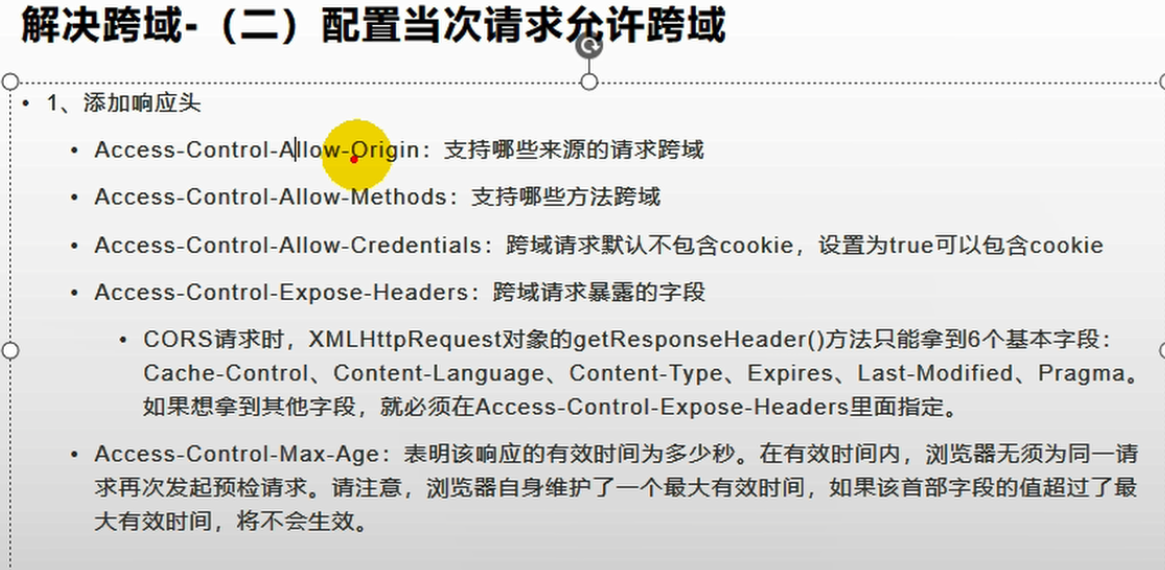 解决跨域-（二）配置当次请求允许跨域
• 1、添加响应头
• Access-Control-Allow-Origin：支持哪些来源的请求跨域
• Access-Control-Allow-Methods：支持哪些方法跨域
• Access-Control-Allow-Credentials：跨域请求默认不包含cookie，设置为true可以包含cookie
• Access-Control-Expose-Headers：跨域请求暴露的字段
• CORS请求时，XMLHttpRequest对象的getResponseHeader()方法只能拿到6个基本字段：
Cache-Control、Content-Language、Content-Type、Expires、Last-Modified、Pragma。
如果想拿到其他字段，就必须在Access-Control-Expose-Headers里面指定。
• Access-Control-Max-Age：表明该响应的有效时间为多少秒。在有效时间内，浏览器无须为同一请
求再次发起预检请求。请注意，浏览器自身维护了一个最大有效时间，如果该首部字段的值超过了最
大有效时间，将不会生效。